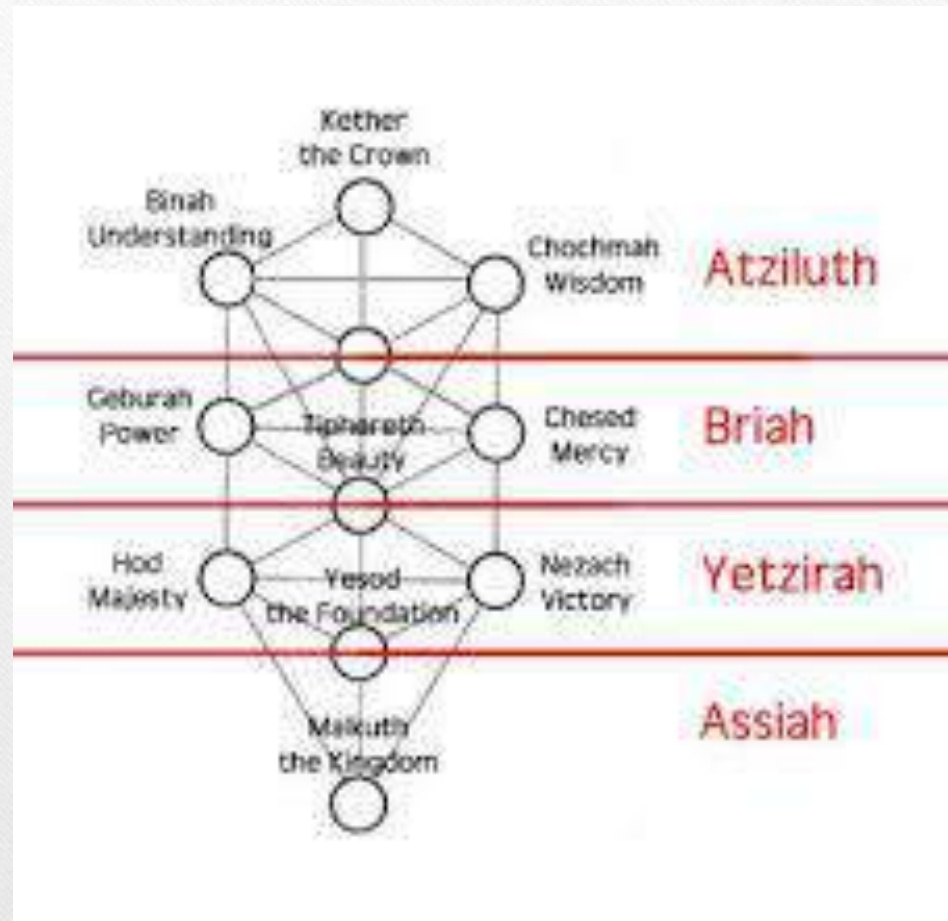 Kether
the Crown
Binah
Understanding
Chochmah
Wisdom
Atziluth
Geburah
Power
Tiphareth
Beauty
Chesed
Mercy
Briah
Hod
Majesty
Yesod
the Foundation
Nezach
Victory
Yetzirah
Malkuth
the Kingdom
Assiah